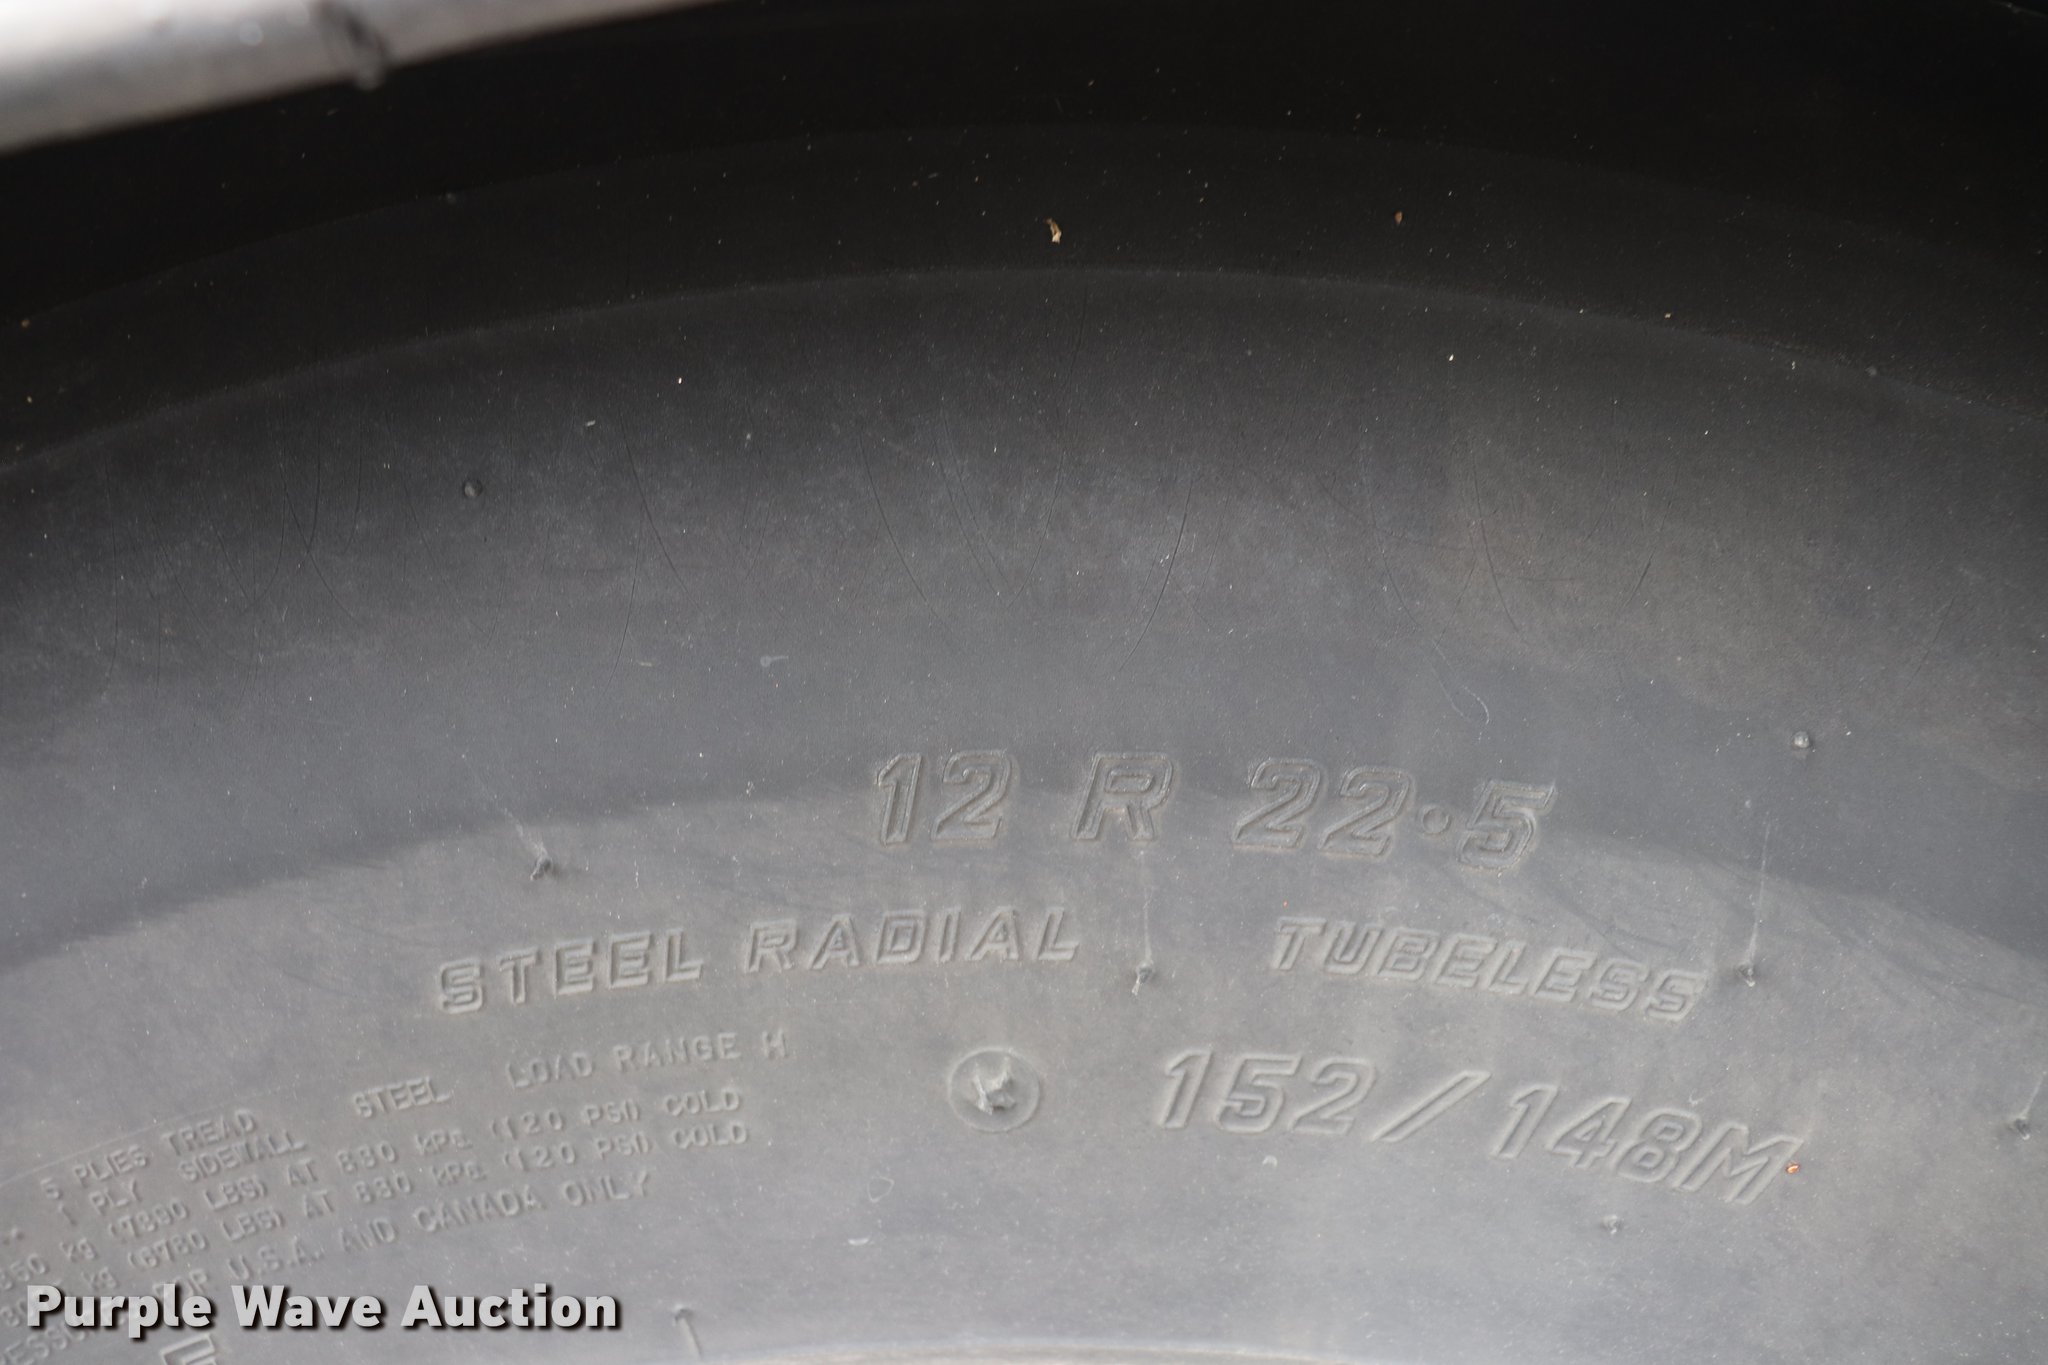 12 R 22.5
STEEL RADIAL TUBELESS
LOAD RANGE H
152/148M
5 PLIES TREAD STEEL
1 PLY SIDEWALL
kg (7390 LBS) AT 830 kPa (120 PSI) COLD
kg (6780 LBS) AT 830 kPa (120 PSI) COLD
U.S.A. AND CANADA ONLY
Purple Wave Auction